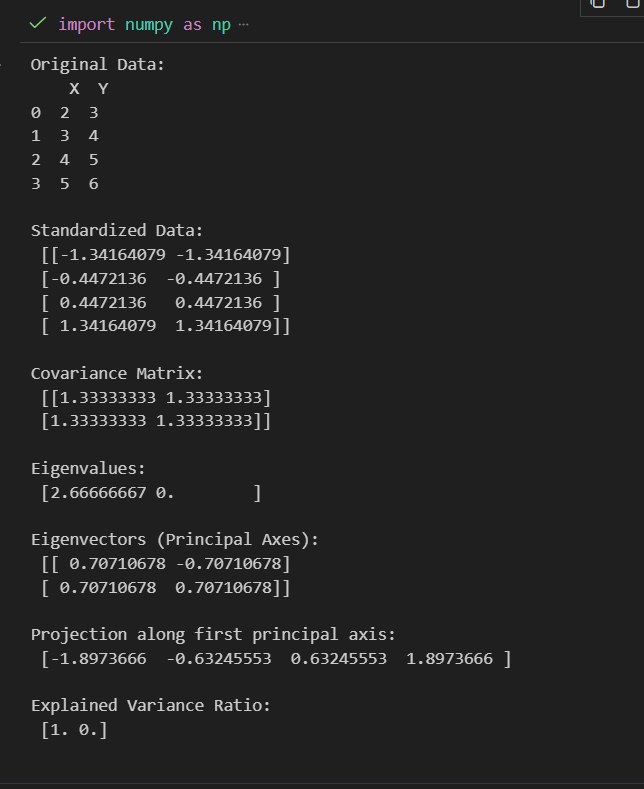 import numpy as np ...
Original Data:
   X  Y
0  2  3
1  3  4
2  4  5
3  5  6
Standardized Data:
 [[-1.34164079 -1.34164079]
 [-0.4472136  -0.4472136 ]
 [ 0.4472136   0.4472136 ]
 [ 1.34164079  1.34164079]]
Covariance Matrix:
 [[1.33333333 1.33333333]
 [1.33333333 1.33333333]]
Eigenvalues:
 [2.66666667 0.        ]
Eigenvectors (Principal Axes):
 [[ 0.70710678 -0.70710678]
 [ 0.70710678  0.70710678]]
Projection along first principal axis:
 [-1.8973666  -0.63245553  0.63245553  1.8973666 ]
Explained Variance Ratio:
 [1. 0.]